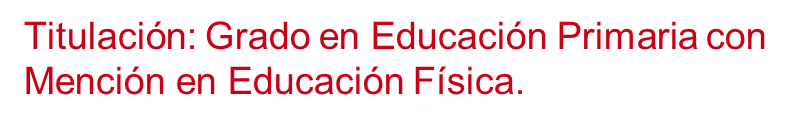 Titulación: Grado en Educación Primaria con
Mención en Educación Física.